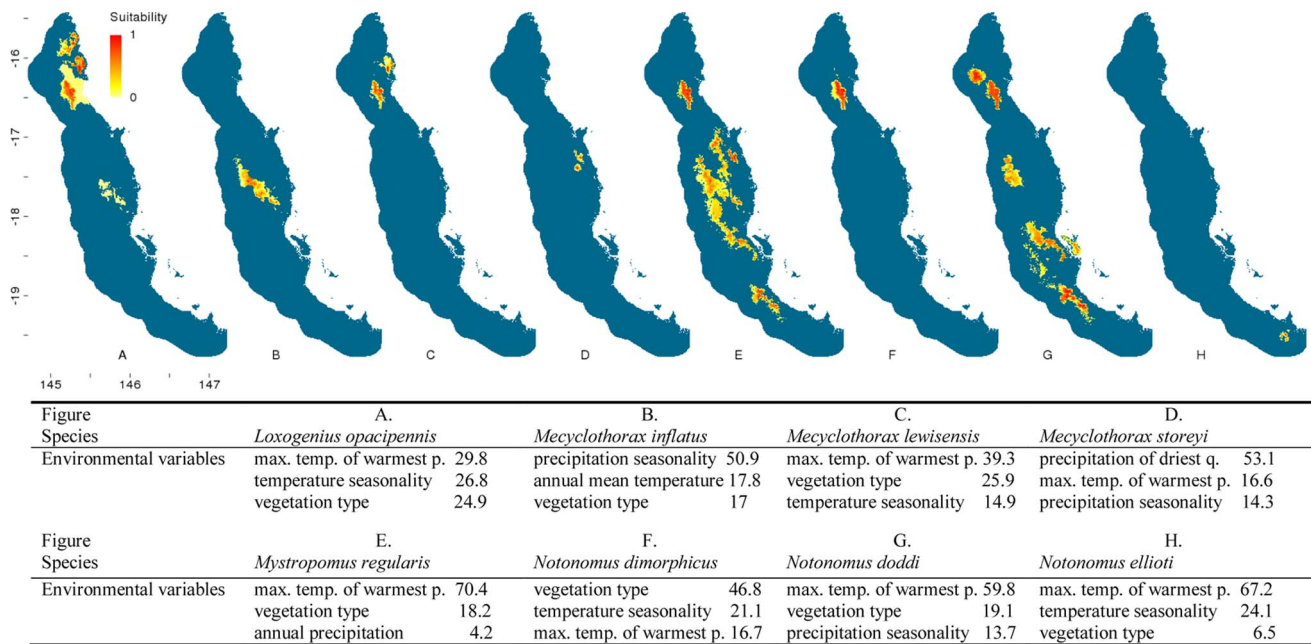 Suitability
1
0
-16
-17
-18
-19
A
B
C
D
E
F
G
H
145 146 147
Figure A. B. C. D.
Species Loxogenius opacipennis Mecyclothorax inflatus Mecyclothorax lewisensis Mecyclothorax storeyi
Environmental variables max. temp. of warmest p. 29.8 precipitation seasonality 50.9 max. temp. of warmest p. 39.3 precipitation of driest q. 53.1
temperature seasonality 26.8 annual mean temperature 17.8 vegetation type 25.9 max. temp. of warmest p. 16.6
vegetation type 24.9 vegetation type 17 temperature seasonality 14.9 precipitation seasonality 14.3
Figure E. F. G. H.
Species Mystropomus regularis Notonomus dimorphicus Notonomus doddi Notonomus ellioti
Environmental variables max. temp. of warmest p. 70.4 vegetation type 46.8 max. temp. of warmest p. 59.8 max. temp. of warmest p. 67.2
vegetation type 18.2 temperature seasonality 21.1 vegetation type 19.1 temperature seasonality 24.1
annual precipitation 4.2 max. temp. of warmest p. 16.7 precipitation seasonality 13.7 vegetation type 6.5